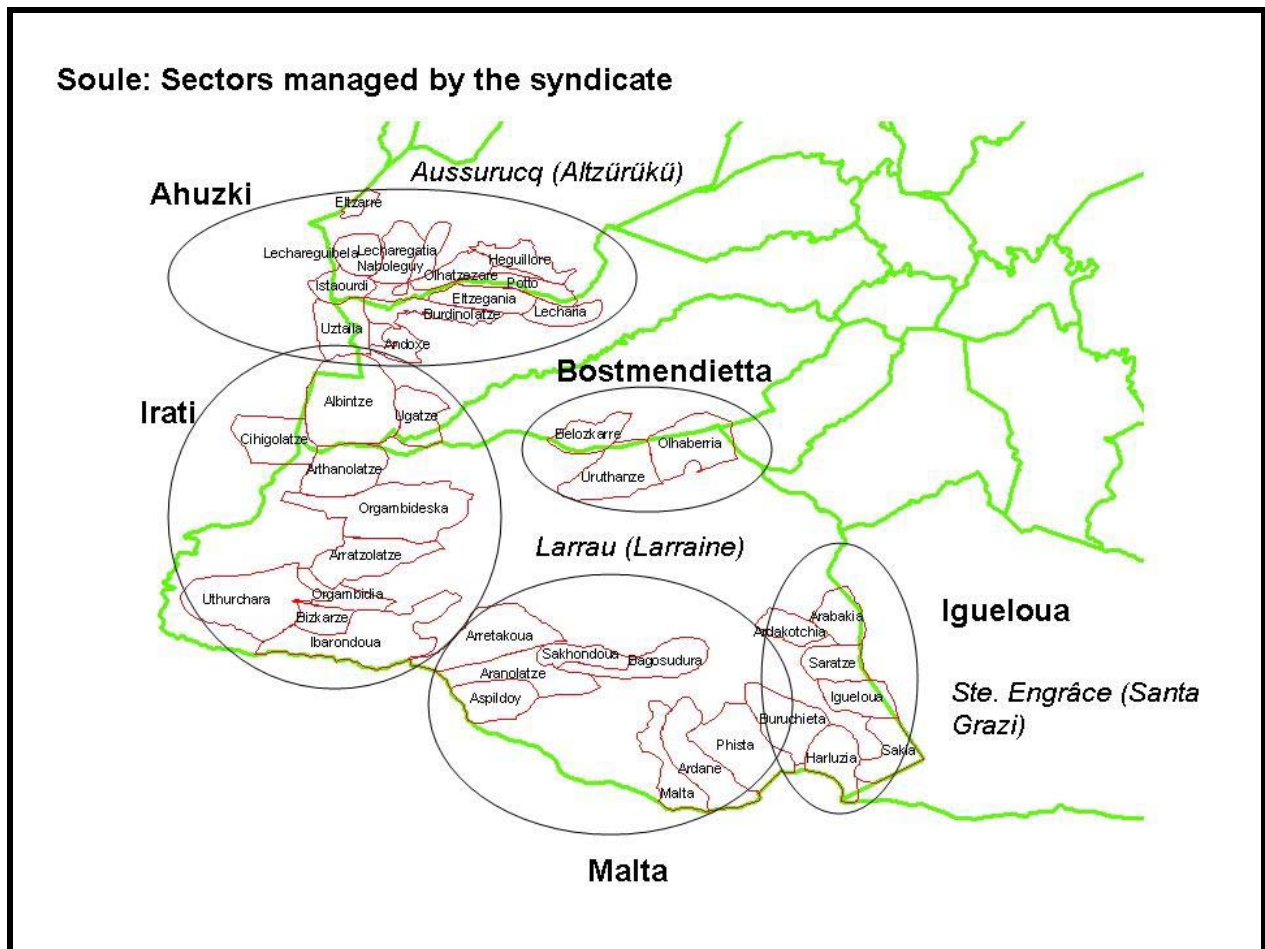 Soule: Sectors managed by the syndicate
Aussurucq (Altzürükü)
Ahuzki
Eltzarre
Lechareguibela
Lecharegatia
Naboleguy
Heguillore
Olhatzezare
Potto
Istaourdi
Eltzegania
Lecharia
Burdinolatze
Uztalla
Andoxe
Bostmendietta
Irati
Albintze
Ugatze
Cihigolatze
Belozkarre
Olhaberria
Arthanolatze
Uruthanze
Orgambideska
Larrau (Larraine)
Arratzolatze
Uthurchara
Orgambidia
Bizkarze
Ibarondoua
Arretakoua
Sakhondoua
Bagosudura
Aranolatze
Aspildoy
Arabakia
Ardakotchia
Igueloua
Saratze
Igueloua
Ste. Engrâce (Santa
Grazi)
Buruchieta
Phista
Harluzia
Sakia
Ardane
Malta
Malta